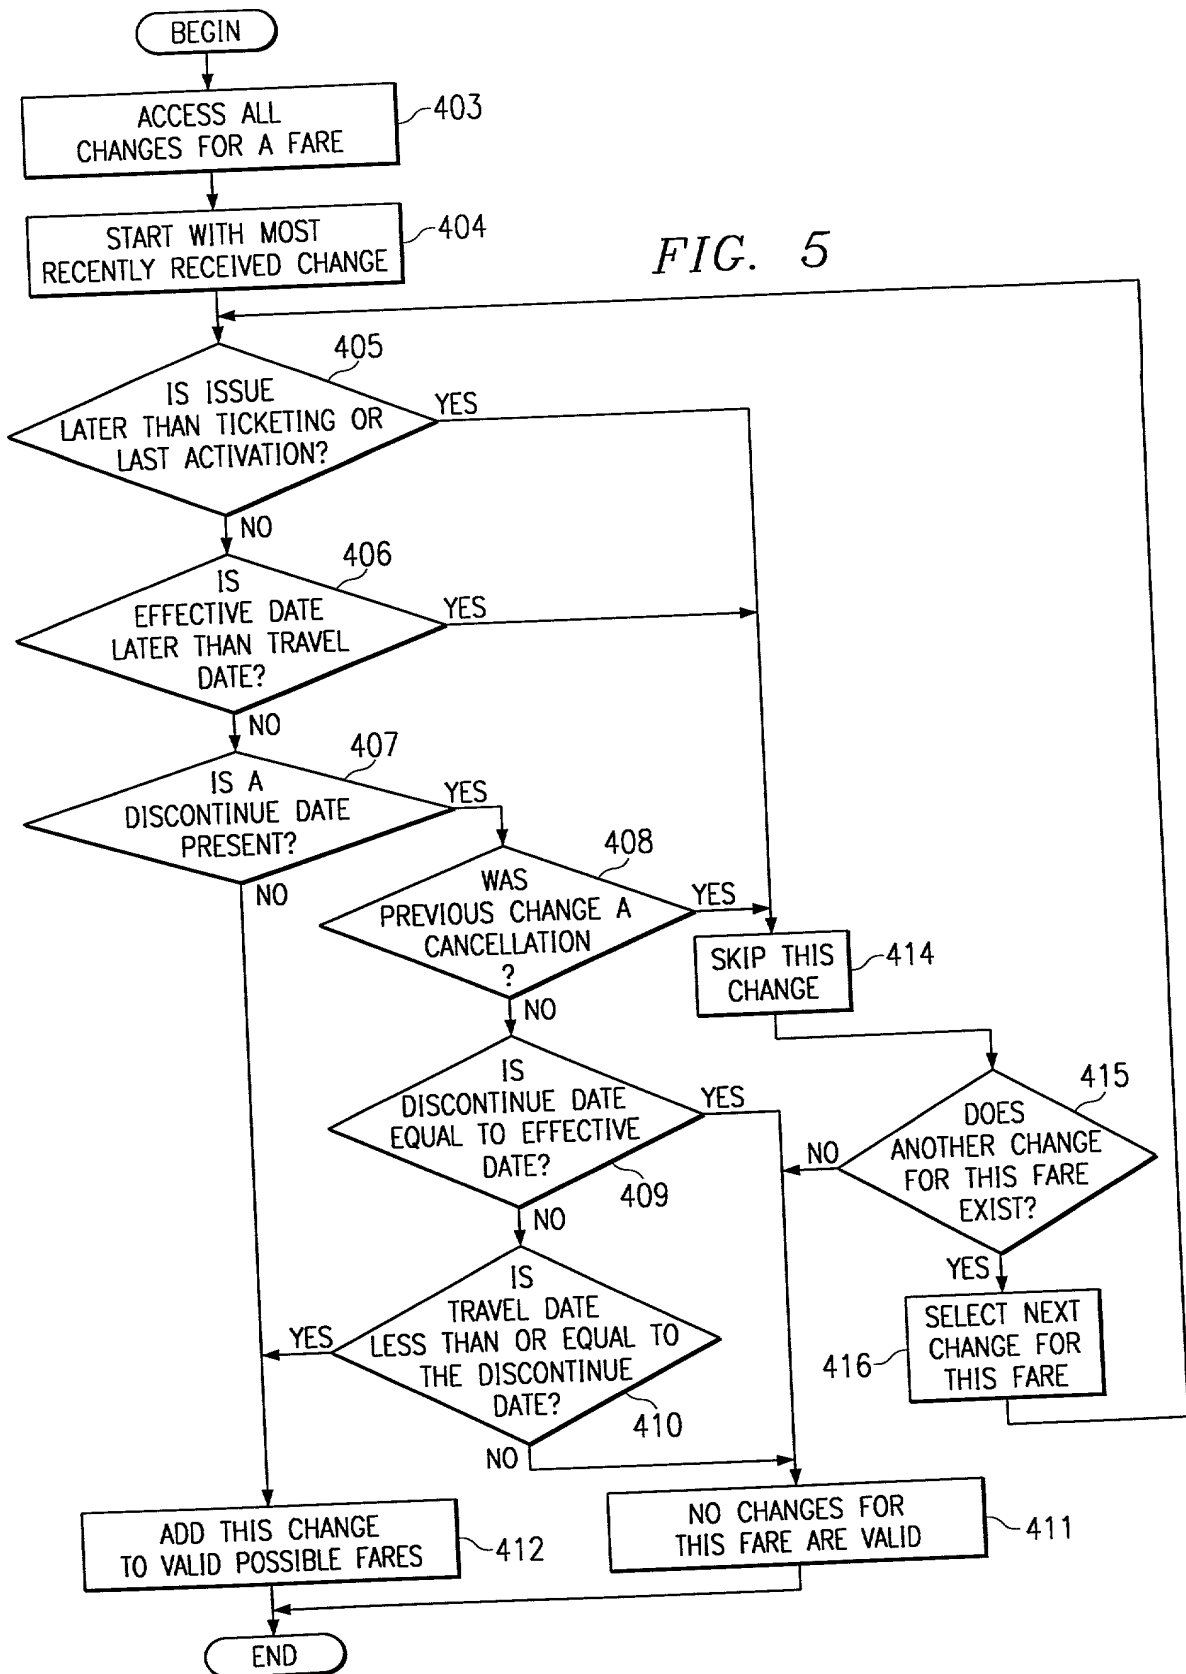 BEGIN
ACCESS ALL
CHANGES FOR A FARE
403
START WITH MOST
RECENTLY RECEIVED CHANGE
404
FIG. 5
405
IS ISSUE
LATER THAN TICKETING OR
LAST ACTIVATION?
YES
NO
406
IS
EFFECTIVE DATE
LATER THAN TRAVEL
DATE?
YES
NO
407
IS A
DISCONTINUE DATE
PRESENT?
YES
NO
408
WAS
PREVIOUS CHANGE A
CANCELLATION
?
YES
NO
SKIP THIS
CHANGE
414
IS
DISCONTINUE DATE
EQUAL TO EFFECTIVE
DATE?
409
YES
NO
415
DOES
ANOTHER CHANGE
FOR THIS FARE
EXIST?
NO
YES
IS
TRAVEL DATE
LESS THAN OR EQUAL TO
THE DISCONTINUE
DATE?
410
YES
NO
SELECT NEXT
CHANGE FOR
THIS FARE
416
ADD THIS CHANGE
TO VALID POSSIBLE FARES
412
NO CHANGES FOR
THIS FARE ARE VALID
411
END